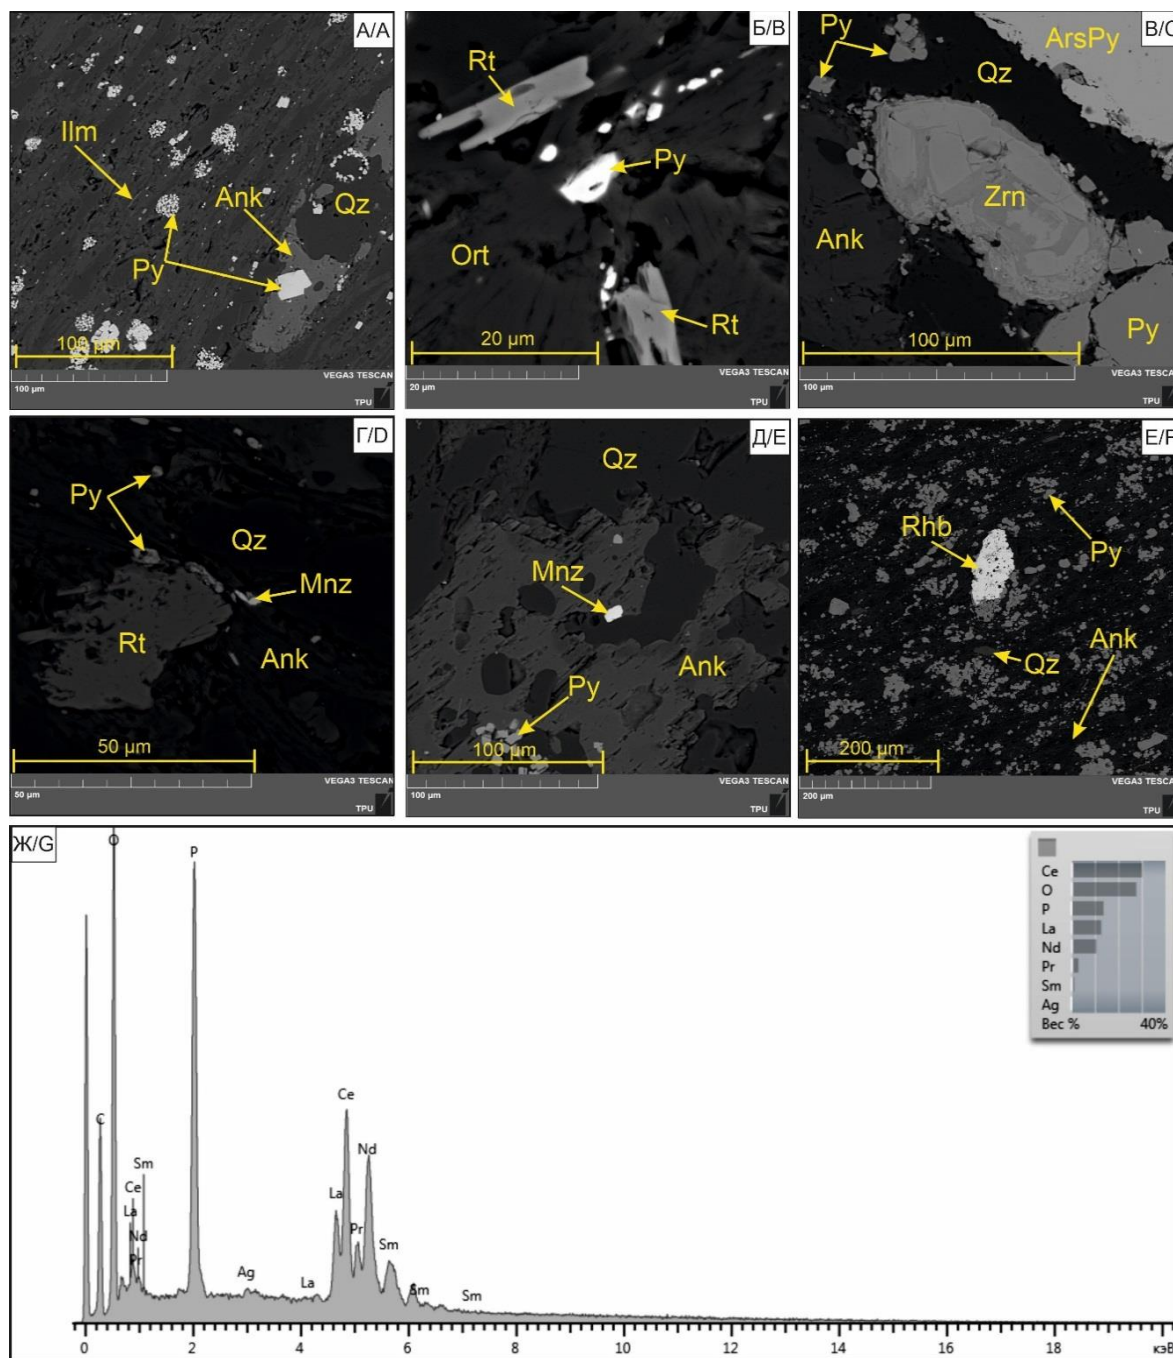 А/А
Ilm
Ank
Qz
Py
100 µm
100 µm
VEGA3 TESCAN
TPU
Б/В
Rt
Py
Ort
Rt
20 µm
20 µm
VEGA3 TESCAN
TPU
В/С
Py
ArsPy
Qz
Zrn
Ank
Py
100 µm
100 µm
VEGA3 TESCAN
TPU
Г/D
Py
Qz
Mnz
Rt
Ank
50 µm
50 µm
VEGA3 TESCAN
TPU
Д/Е
Qz
Mnz
Ank
Py
100 µm
100 µm
VEGA3 TESCAN
TPU
Е/F
Rhb
Py
Ank
Qz
200 µm
200 µm
VEGA3 TESCAN
TPU
Ж/G
O
P
C
Sm
Ce
La
Nd
Pr
Ag
La
La
Ce
Pr
Nd
Sm
Sm
Sm
0 2 4 6 8 10 12 14 16 18 кэВ
Ce
O
P
La
Nd
Pr
Sm
Ag
Вес % 40%